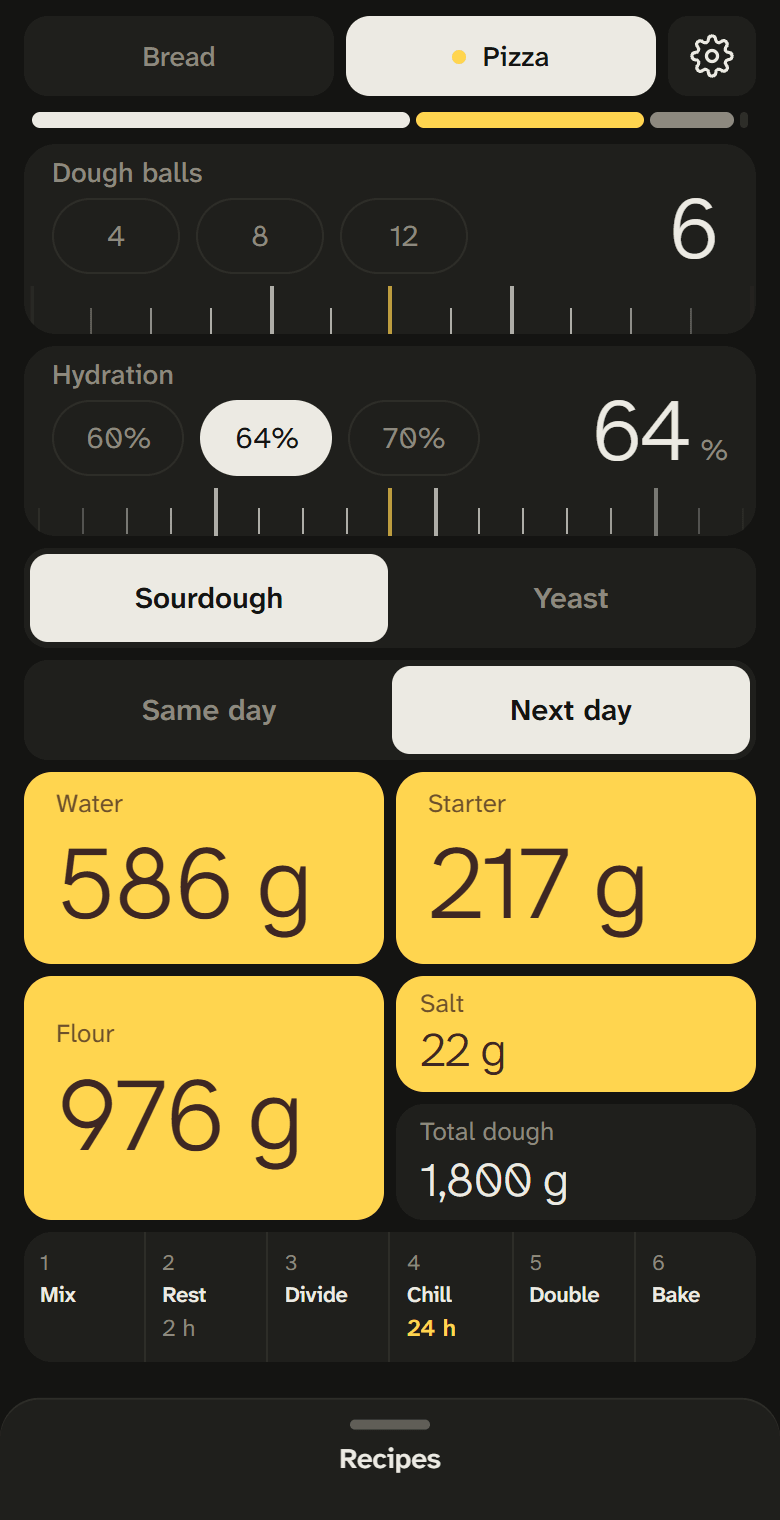 Bread
Pizza
Dough balls
4
8
12
6
Hydration
60%
64%
70%
64 %
Sourdough
Yeast
Same day
Next day
Water
586 g
Starter
217 g
Flour
976 g
Salt
22 g
Total dough
1,800 g
1
Mix
2
Rest
2 h
3
Divide
4
Chill
24 h
5
Double
6
Bake
Recipes